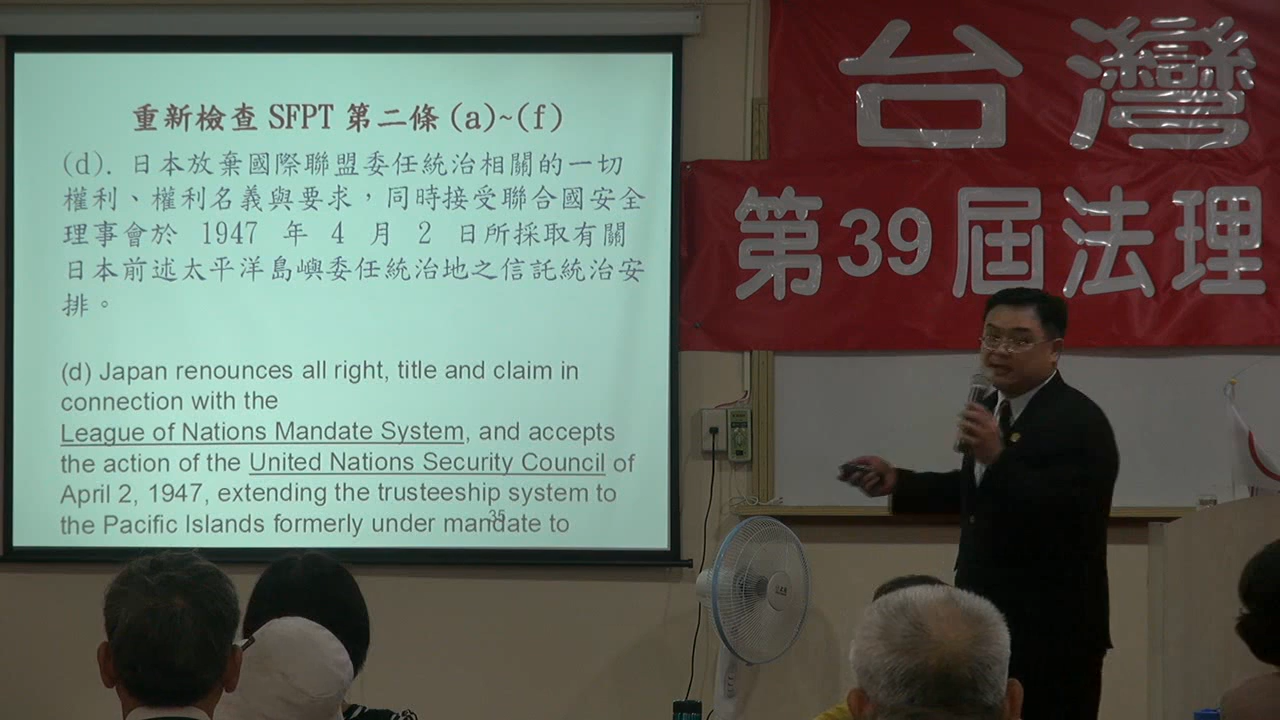 重新檢查 SFPT 第二條 (a)~(f)
(d). 日本放棄國際聯盟委任統治相關的一切
權利、權利名義與要求，同時接受聯合國安全
理事會於 1947 年 4 月 2 日所採取有關
日本前述太平洋島嶼委任統治地之信託統治安
排。
(d) Japan renounces all right, title and claim in
connection with the
League of Nations Mandate System, and accepts
the action of the United Nations Security Council of
April 2, 1947, extending the trusteeship system to
the Pacific Islands formerly under mandate to
35
台灣
第39屆法理